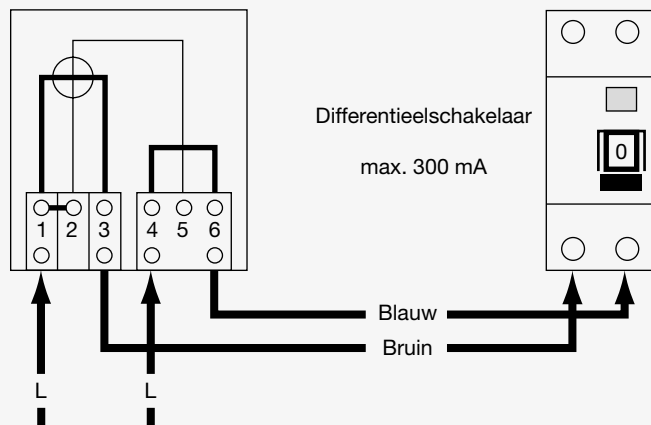 Differentieelschakelaar
max. 300 mA
0
1 2 3 4 5 6
Blauw
Bruin
L L